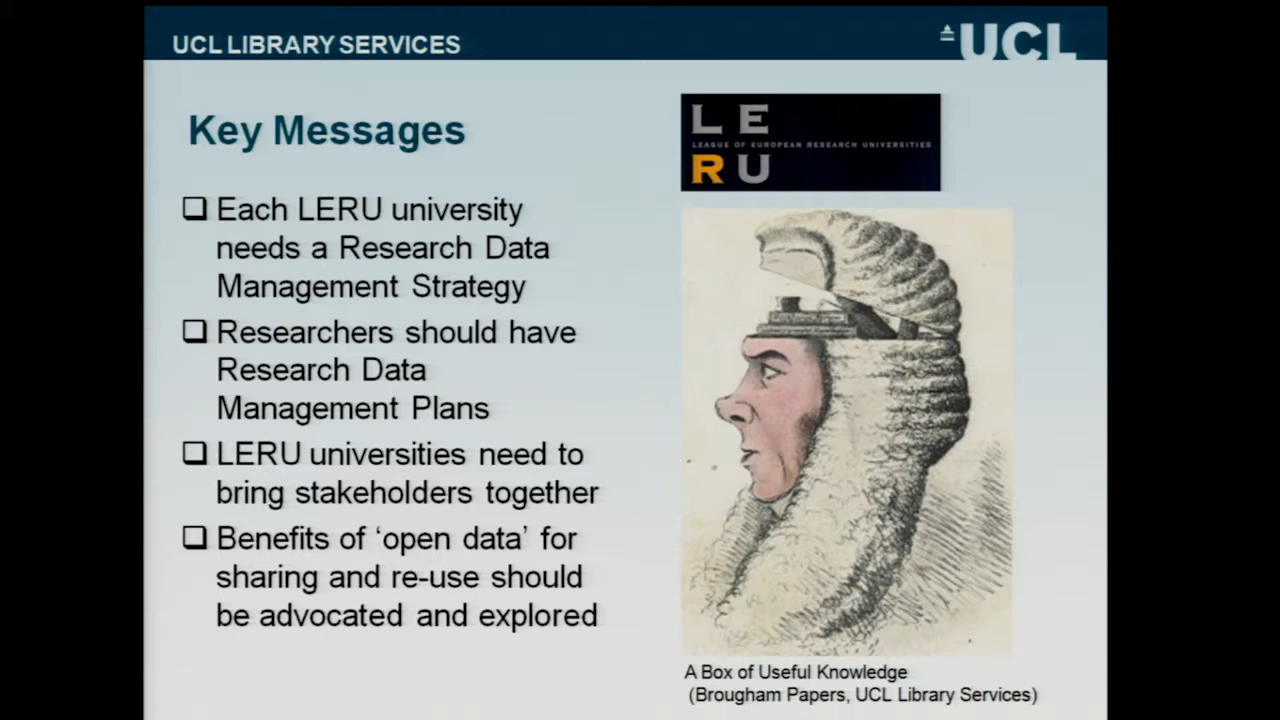 UCL LIBRARY SERVICES
UCL
Key Messages
L E
LEAGUE OF EUROPEAN RESEARCH UNIVERSITIES
R U
Each LERU university
needs a Research Data
Management Strategy
Researchers should have
Research Data
Management Plans
LERU universities need to
bring stakeholders together
Benefits of ‘open data’ for
sharing and re-use should
be advocated and explored
A Box of Useful Knowledge
(Brougham Papers, UCL Library Services)